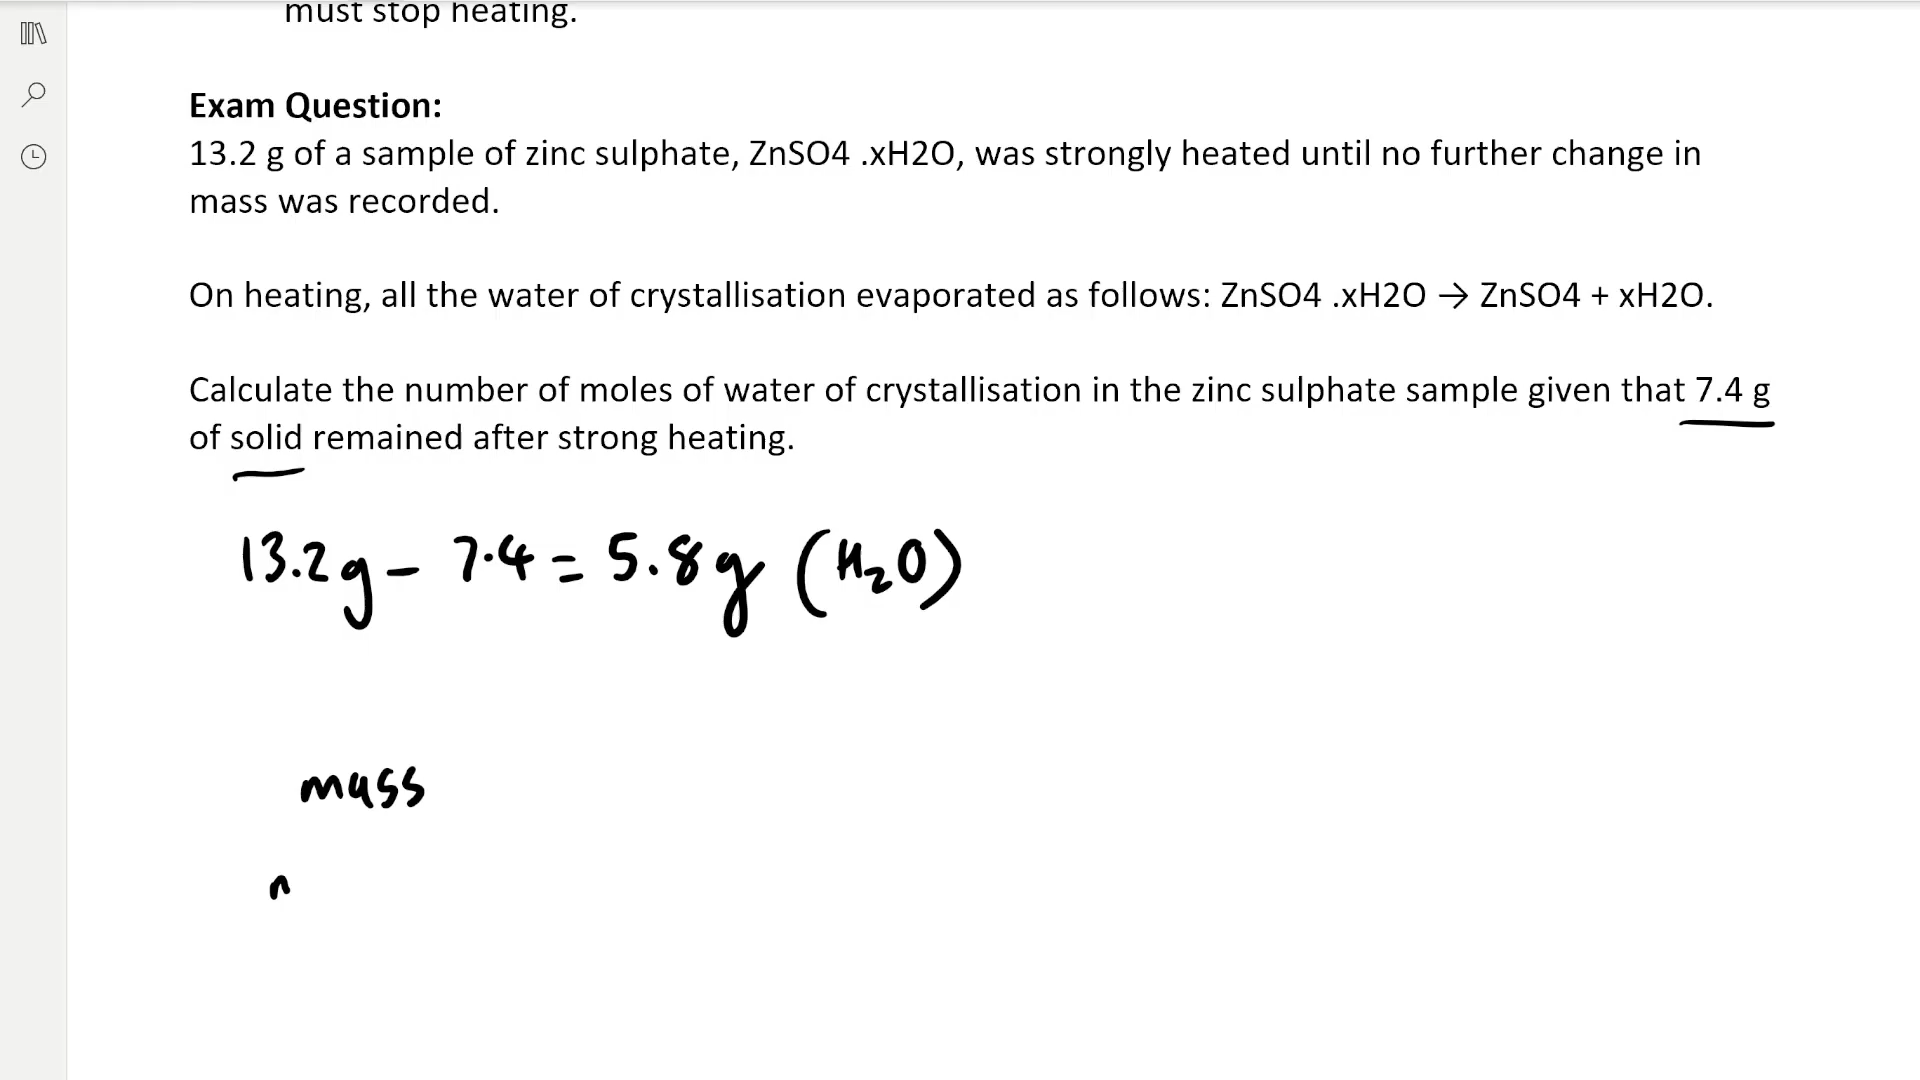 must stop heating.
Exam Question:
13.2 g of a sample of zinc sulphate, ZnSO4 .xH2O, was strongly heated until no further change in
mass was recorded.
On heating, all the water of crystallisation evaporated as follows: ZnSO4 .xH2O → ZnSO4 + xH2O.
Calculate the number of moles of water of crystallisation in the zinc sulphate sample given that 7.4 g
of solid remained after strong heating.
13.2g - 7.4 = 5.8g (H₂O)
mass
n